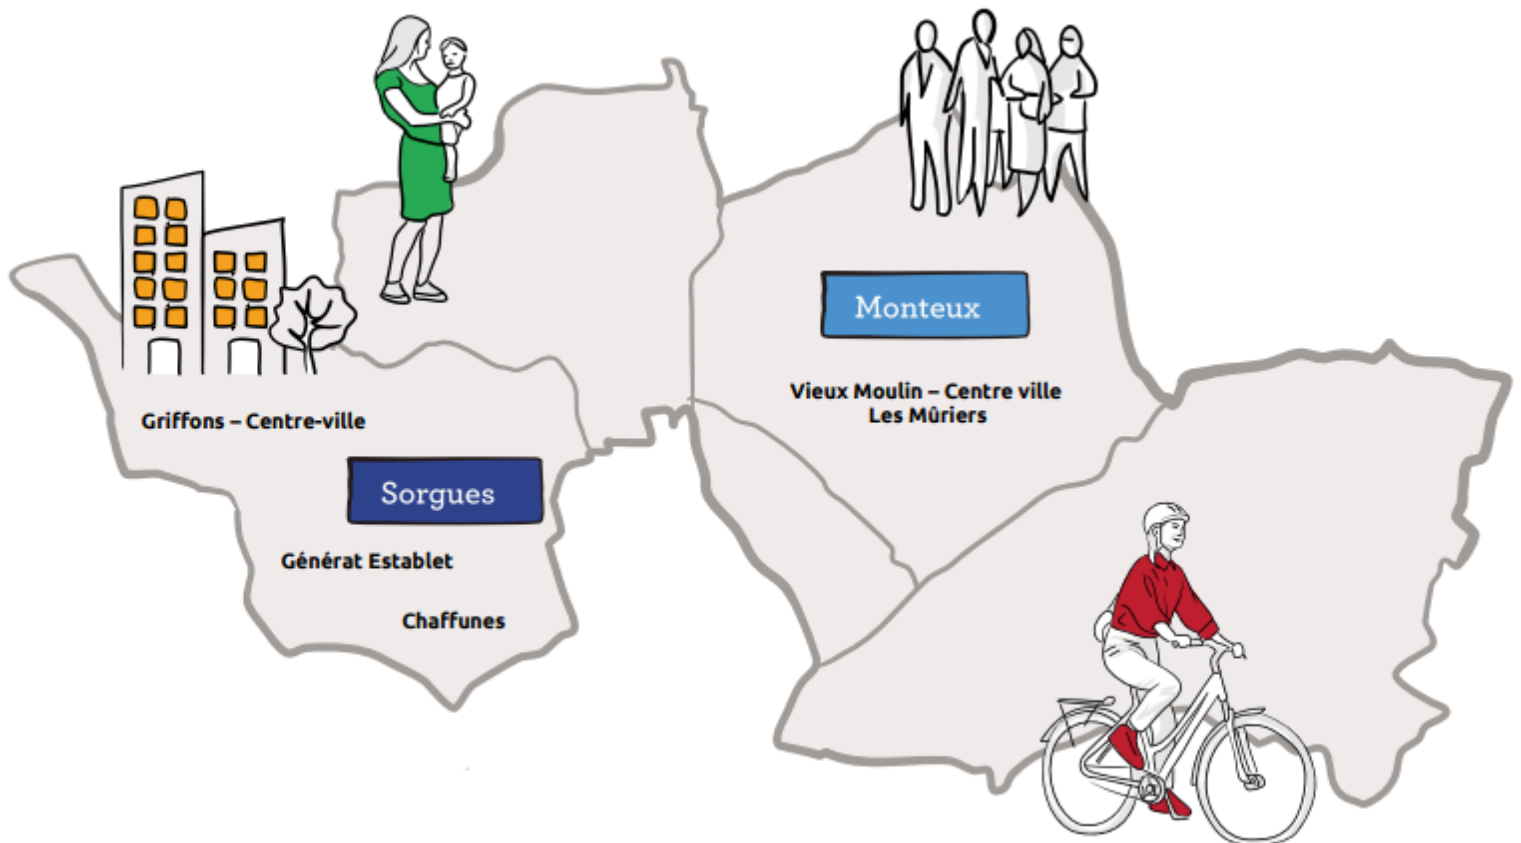 Monteux
Vieux Moulin – Centre ville
Les Mûriers
Griffons – Centre-ville
Sorgues
Générat Establet
Chaffunes